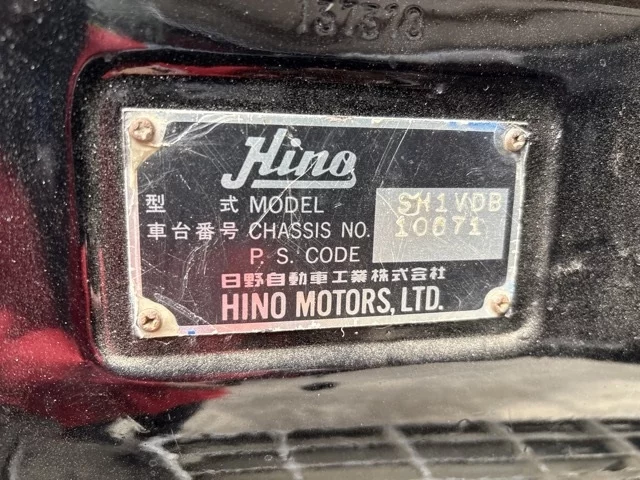 Hino
型 式 MODEL SH1VDB
車台番号 CHASSIS NO. 10071
P. S. CODE
日野自動車工業株式会社
HINO MOTORS, LTD.